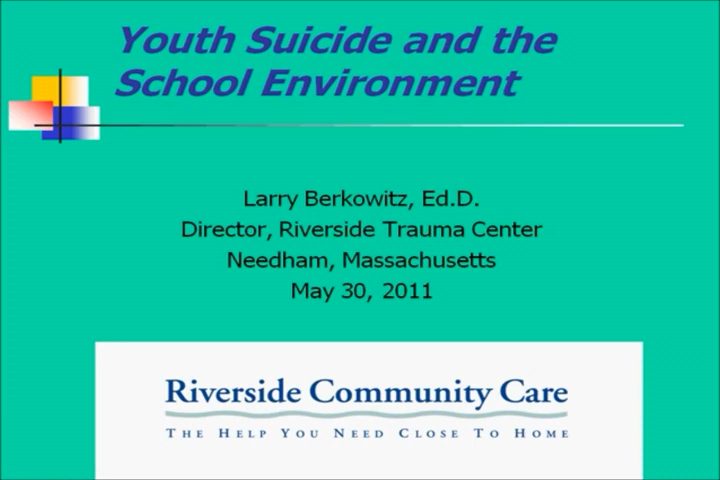 Youth Suicide and the
School Environment
Larry Berkowitz, Ed.D.
Director, Riverside Trauma Center
Needham, Massachusetts
May 30, 2011
Riverside Community Care
The Help You Need Close To Home